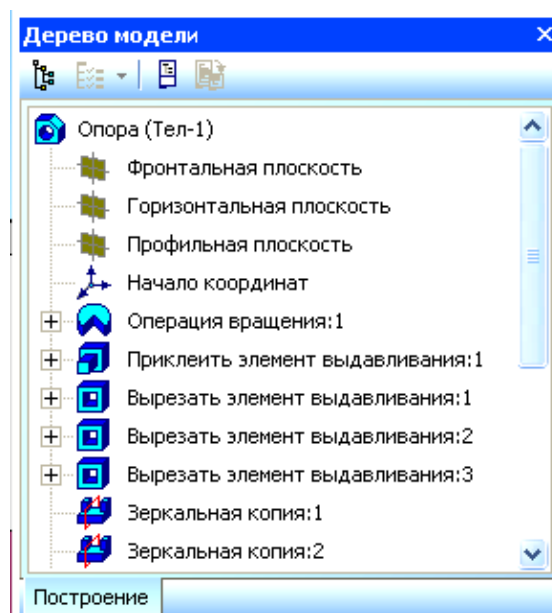 Дерево модели
Опора (Тел-1)
Фронтальная плоскость
Горизонтальная плоскость
Профильная плоскость
Начало координат
Операция вращения:1
Приклеить элемент выдавливания:1
Вырезать элемент выдавливания:1
Вырезать элемент выдавливания:2
Вырезать элемент выдавливания:3
Зеркальная копия:1
Зеркальная копия:2
Построение